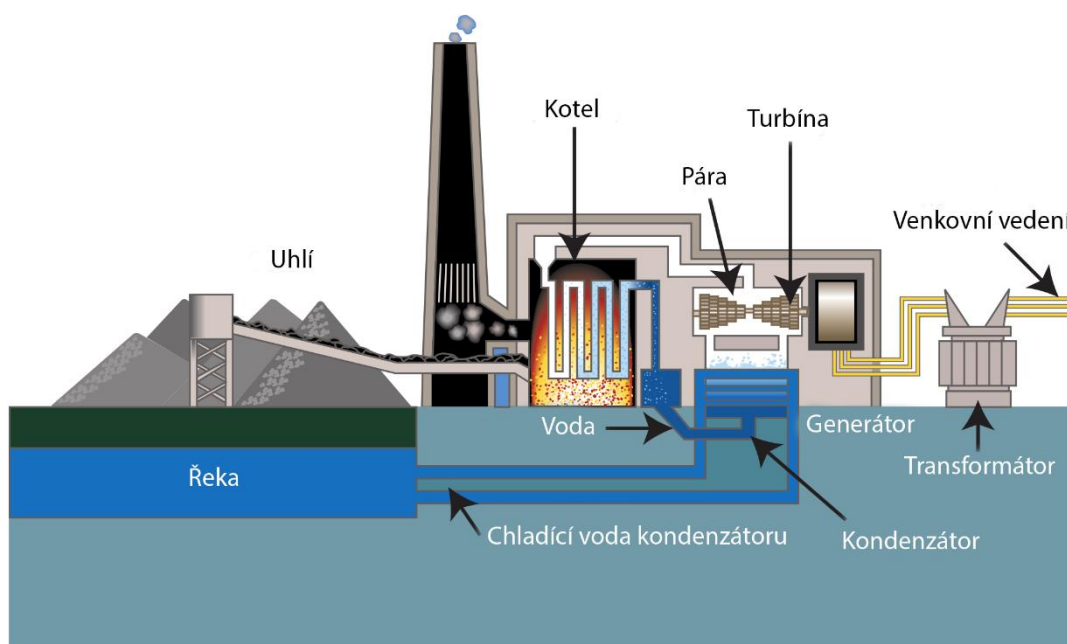 Kotel
Turbína
Pára
Venkovní vedení
Uhlí
Voda
Generátor
Transformátor
Řeka
Chladící voda kondenzátoru
Kondenzátor